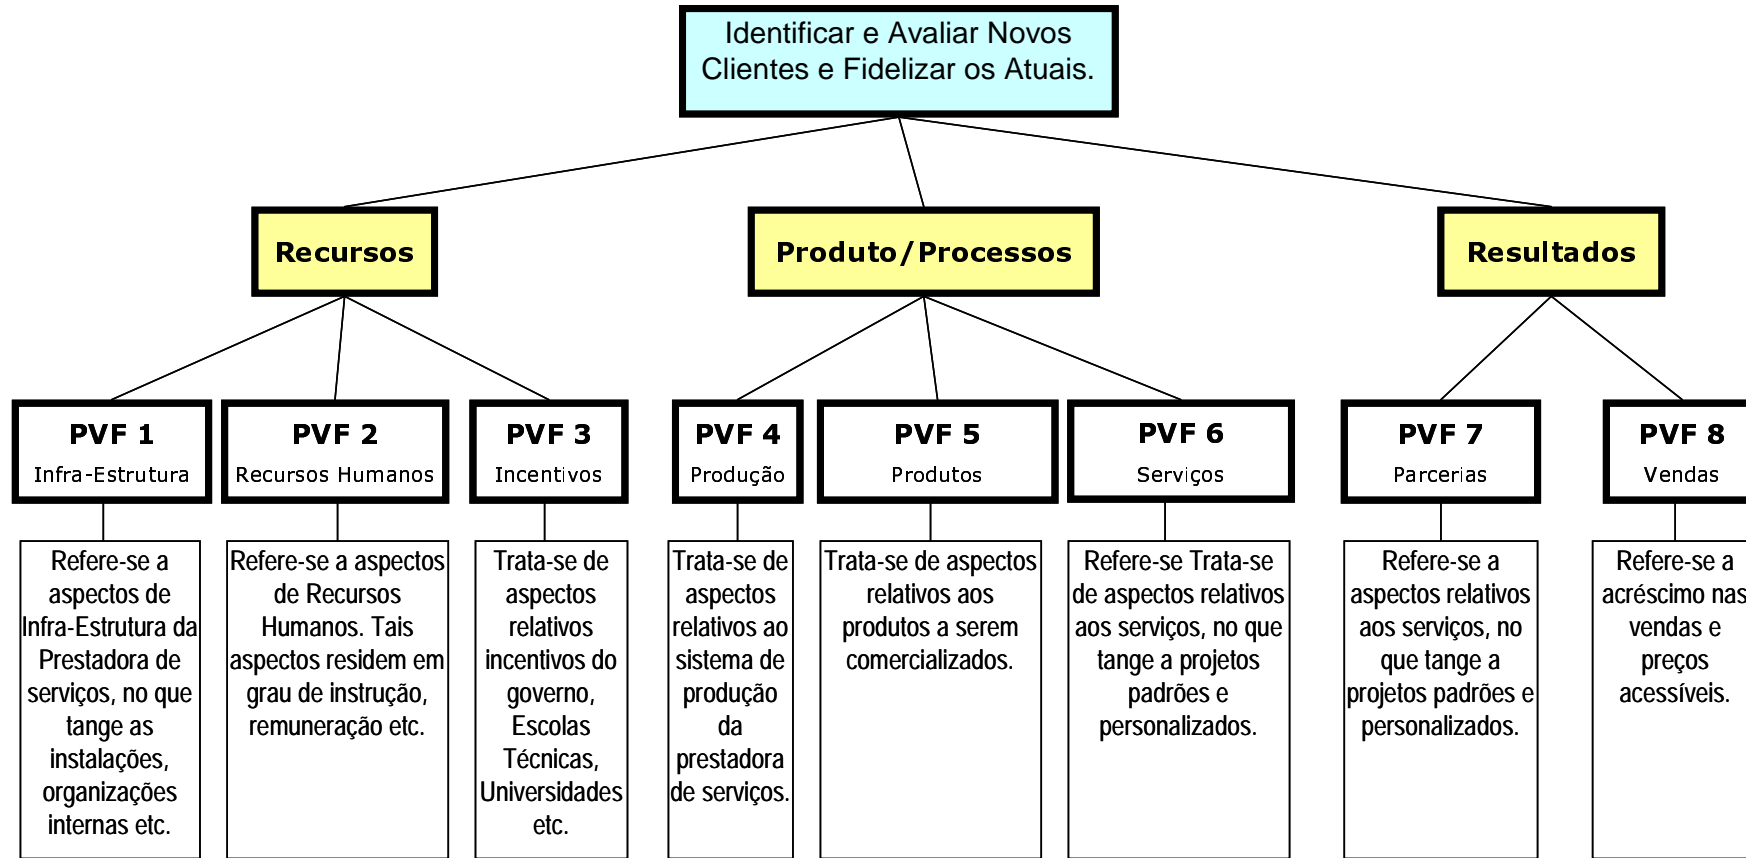 Identificar e Avaliar Novos
Clientes e Fidelizar os Atuais.
Recursos
Produto/Processos
Resultados
PVF 1
Infra-Estrutura
PVF 2
Recursos Humanos
PVF 3
Incentivos
PVF 4
Produção
PVF 5
Produtos
PVF 6
Serviços
PVF 7
Parcerias
PVF 8
Vendas
Refere-se a
aspectos de
Infra-Estrutura da
Prestadora de
serviços, no que
tange as
instalações,
organizações
internas etc.
Refere-se a aspectos
de Recursos
Humanos. Tais
aspectos residem em
grau de instrução,
remuneração etc.
Trata-se de
aspectos
relativos
incentivos do
governo,
Escolas
Técnicas,
Universidades
etc.
Trata-se de
aspectos
relativos ao
sistema de
produção
da
prestadora
de serviços.
Trata-se de aspectos
relativos aos
produtos a serem
comercializados.
Refere-se Trata-se
de aspectos relativos
aos serviços, no que
tange a projetos
padrões e
personalizados.
Refere-se a
aspectos relativos
aos serviços, no
que tange a
projetos padrões e
personalizados.
Refere-se a
acréscimo nas
vendas e
preços
acessíveis.